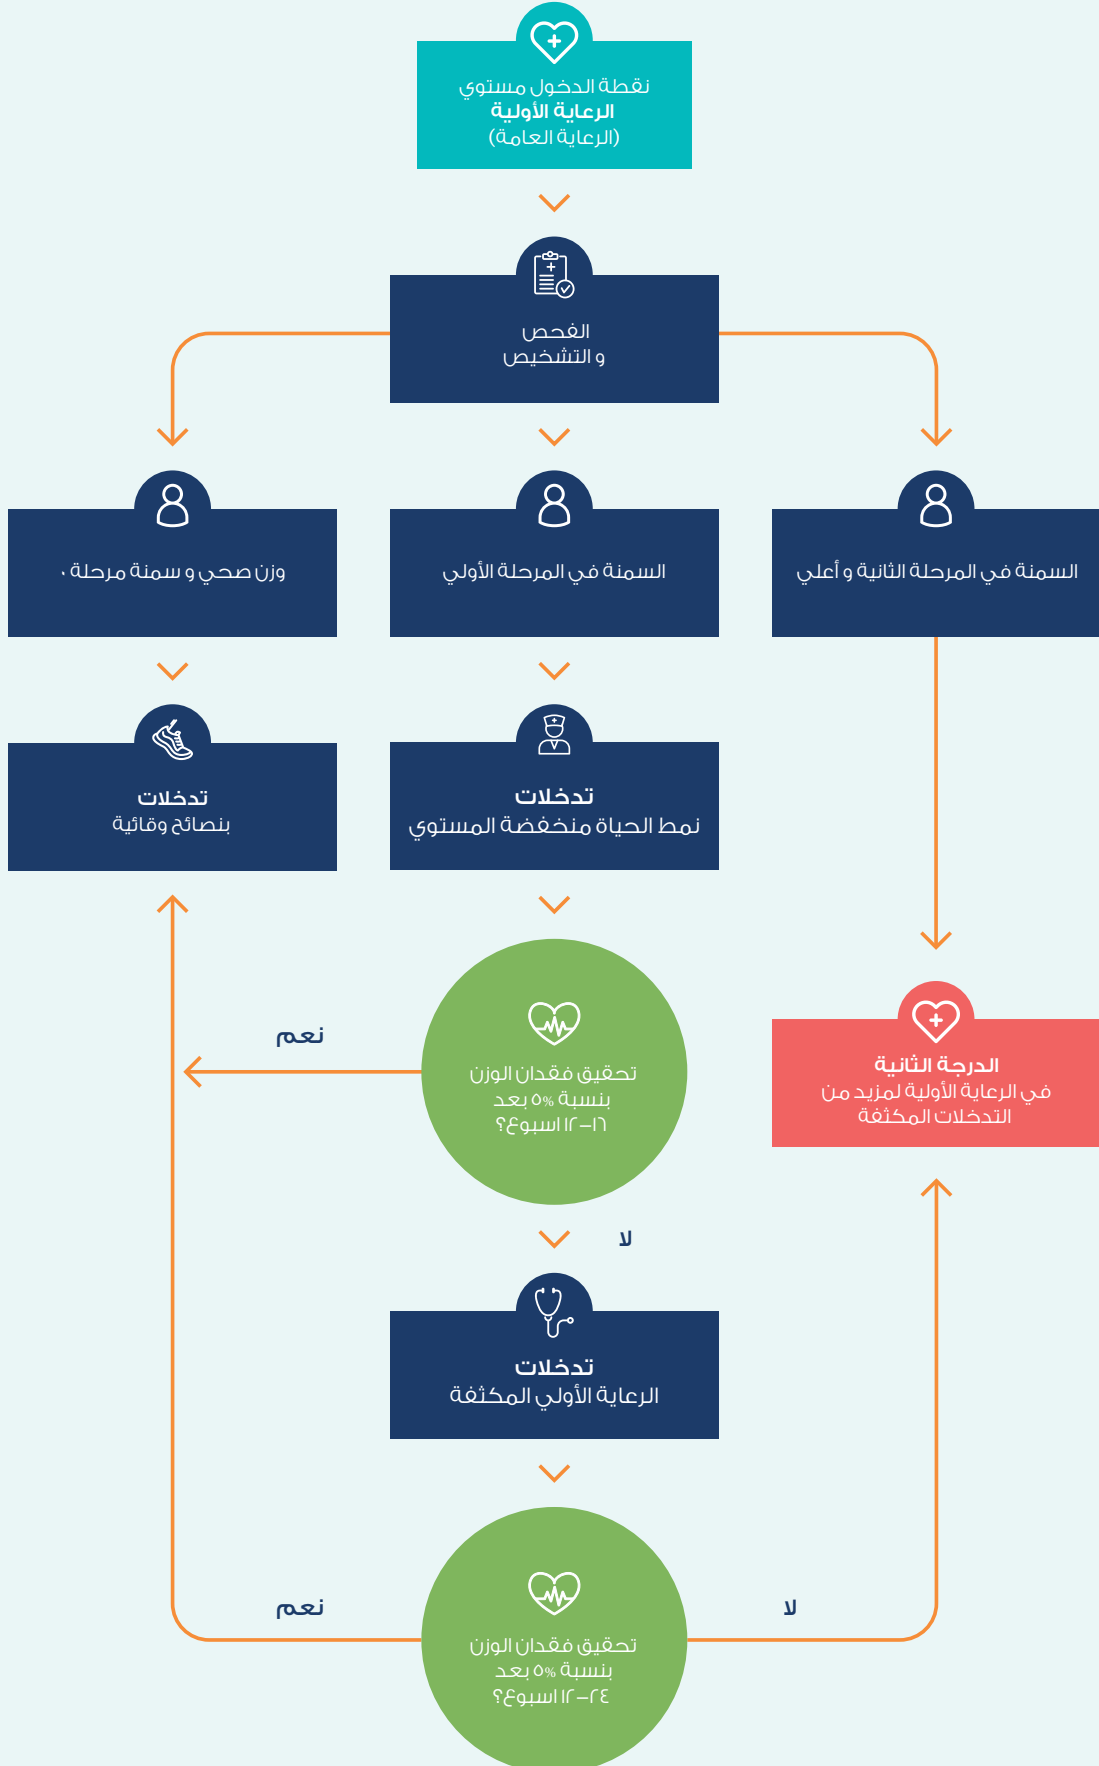 نقطة الدخول مستوي
الرعاية الأولية
(الرعاية العامة)
الفحص
و التشخيص
السمنة في المرحلة الثانية و أعلي
السمنة في المرحلة الأولي
وزن صحي و سمنة مرحلة ٠
تدخلات
نمط الحياة منخفضة المستوي
تدخلات
بنصائح وقائية
الدرجة الثانية
في الرعاية الأولية لمزيد من
التدخلات المكثفة
تحقيق فقدان الوزن
بنسبة ٥% بعد
١٢–١٦ اسبوع؟
نعم
لا
تدخلات
الرعاية الأولي المكثفة
تحقيق فقدان الوزن
بنسبة ٥% بعد
١٢–٢٤ اسبوع؟
لا
نعم